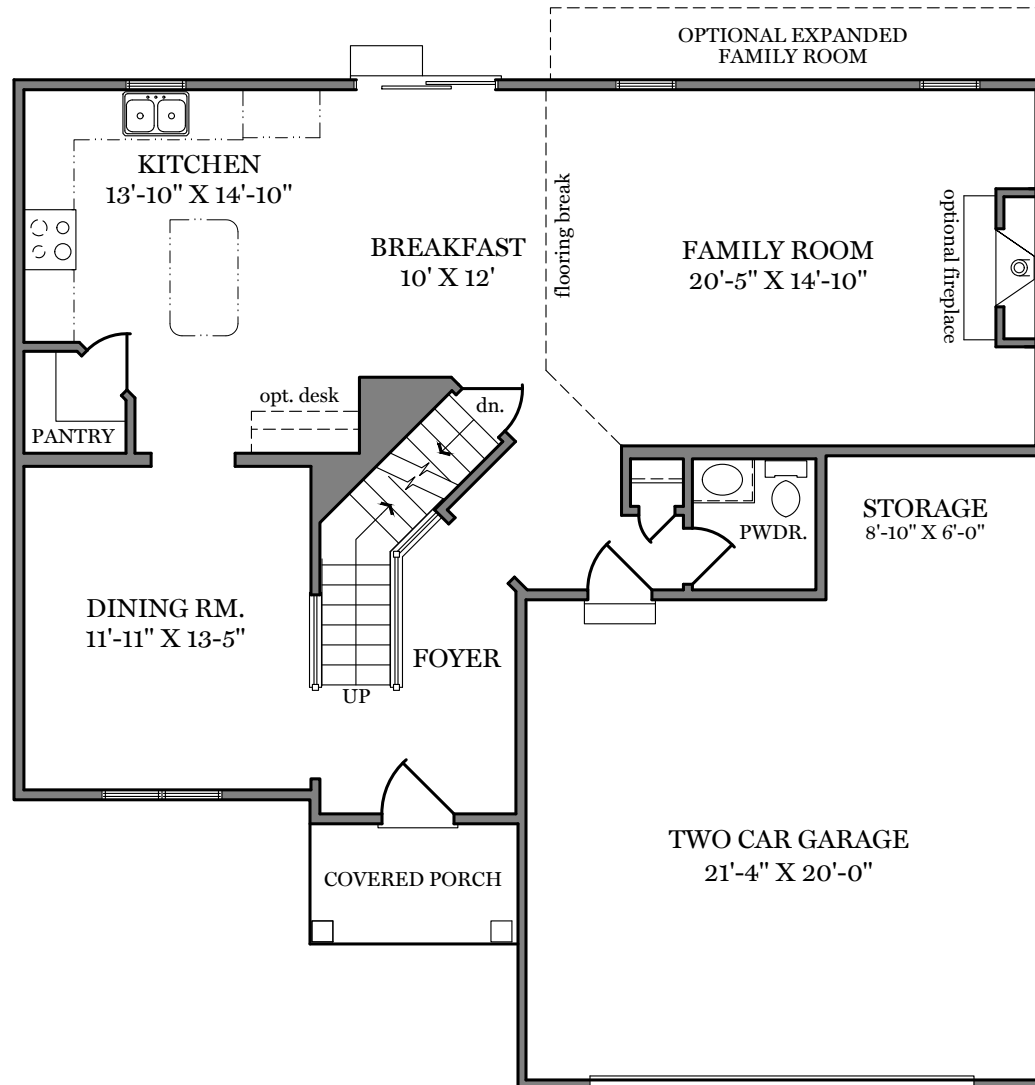 OPTIONAL EXPANDED
FAMILY ROOM
KITCHEN
13'-10" X 14'-10"
BREAKFAST
10' X 12'
flooring break
FAMILY ROOM
20'-5" X 14'-10"
optional fireplace
opt. desk
dn.
PANTRY
PWDR.
STORAGE
8'-10" X 6'-0"
DINING RM.
11'-11" X 13-5"
FOYER
UP
COVERED PORCH
TWO CAR GARAGE
21'-4" X 20'-0"